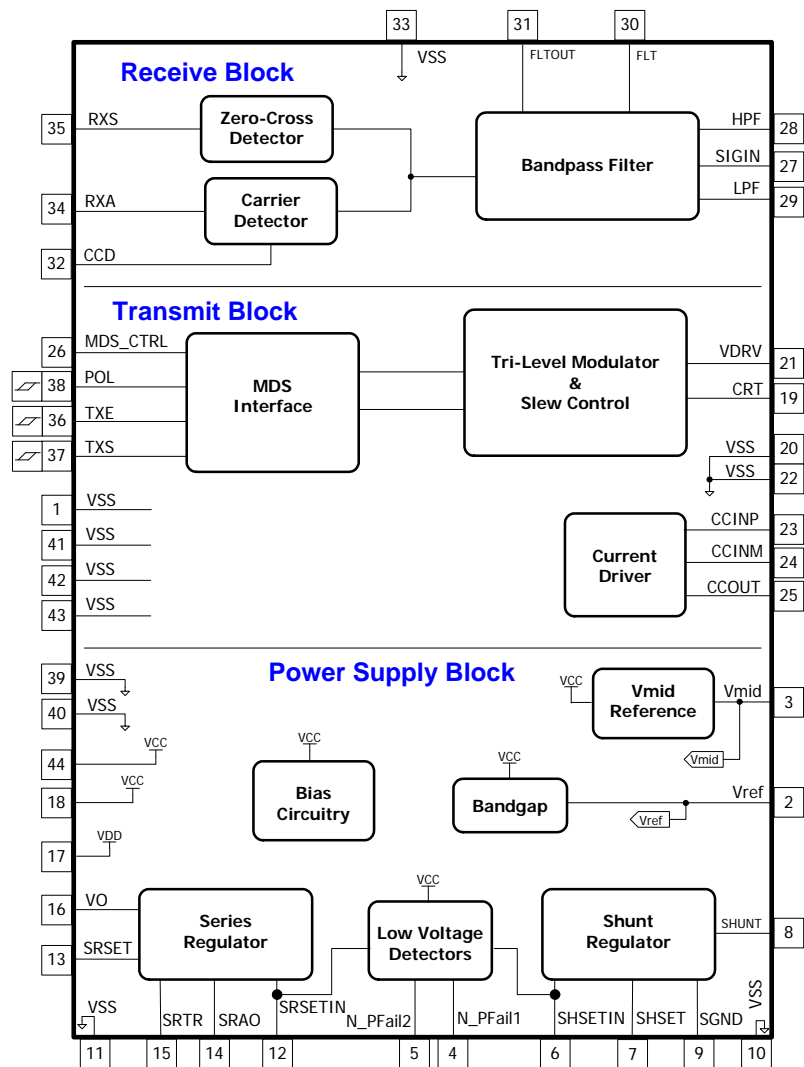 33
31
30
VSS
FLTOUT
FLT
Receive Block
35
RXS
Zero-Cross
Detector
Bandpass Filter
HPF
28
SIGIN
27
LPF
29
34
RXA
Carrier
Detector
32
CCD
Transmit Block
26
MDS_CTRL
38
POL
36
TXE
37
TXS
MDS
Interface
Tri-Level Modulator
&
Slew Control
VDRV
21
CRT
19
VSS
20
VSS
22
1
VSS
41
VSS
42
VSS
43
VSS
Current
Driver
CCINP
23
CCINM
24
CCOUT
25
Power Supply Block
39
VSS
40
VSS
44
VCC
18
VCC
17
VDD
VCC
Bias
Circuitry
VCC
Vmid
Reference
Vmid
3
Vmid
VCC
Bandgap
Vref
2
Vref
16
VO
13
SRSET
Series
Regulator
VCC
Low Voltage
Detectors
Shunt
Regulator
SHUNT
8
VSS
SRTR
SRAO
SRSETIN
N_PFail2
N_PFail1
SHSETIN
SHSET
SGND
VSS
11
15
14
12
5
4
6
7
9
10